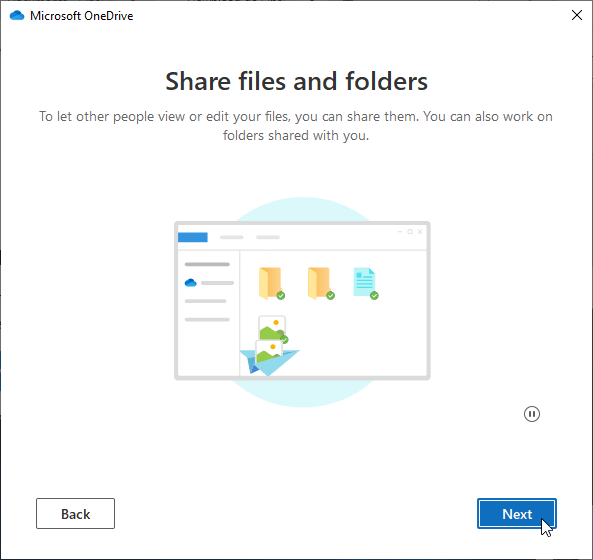 Microsoft OneDrive
Share files and folders
To let other people view or edit your files, you can share them. You can also work on
folders shared with you.
Back
Next